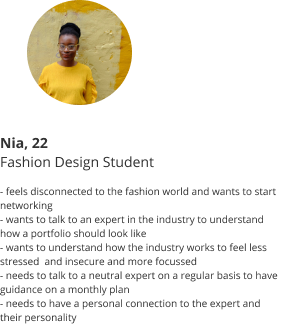 Nia, 22
Fashion Design Student
- feels disconnected to the fashion world and wants to start
networking
- wants to talk to an expert in the industry to understand
how a portfolio should look like
- wants to understand how the industry works to feel less
stressed and insecure and more focussed
- needs to talk to a neutral expert on a regular basis to have
guidance on a monthly plan
- needs to have a personal connection to the expert and
their personality